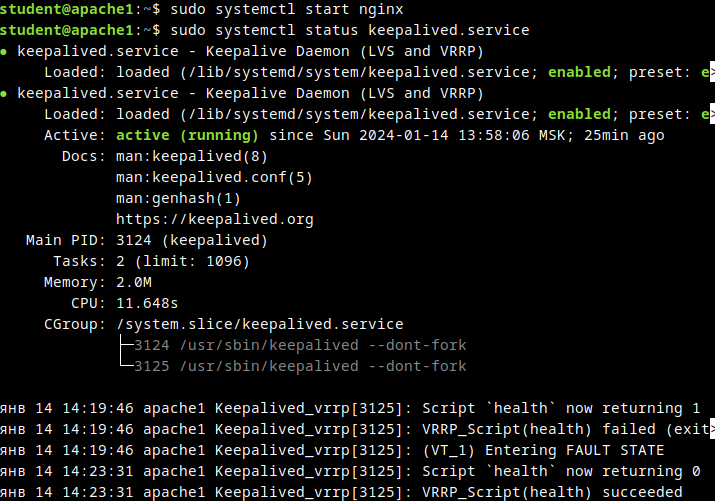 student@apache1:~$ sudo systemctl start nginx
student@apache1:~$ sudo systemctl status keepalived.service
● keepalived.service - Keepalive Daemon (LVS and VRRP)
     Loaded: loaded (/lib/systemd/system/keepalived.service; enabled; preset: e>
● keepalived.service - Keepalive Daemon (LVS and VRRP)
     Loaded: loaded (/lib/systemd/system/keepalived.service; enabled; preset: e>
     Active: active (running) since Sun 2024-01-14 13:58:06 MSK; 25min ago
       Docs: man:keepalived(8)
             man:keepalived.conf(5)
             man:genhash(1)
             https://keepalived.org
   Main PID: 3124 (keepalived)
      Tasks: 2 (limit: 1096)
     Memory: 2.0M
        CPU: 11.648s
     CGroup: /system.slice/keepalived.service
             ├─3124 /usr/sbin/keepalived --dont-fork
             └─3125 /usr/sbin/keepalived --dont-fork
янв 14 14:19:46 apache1 Keepalived_vrrp[3125]: Script `health` now returning 1
янв 14 14:19:46 apache1 Keepalived_vrrp[3125]: VRRP_Script(health) failed (exit>
янв 14 14:19:46 apache1 Keepalived_vrrp[3125]: (VT_1) Entering FAULT STATE
янв 14 14:23:31 apache1 Keepalived_vrrp[3125]: Script `health` now returning 0
янв 14 14:23:31 apache1 Keepalived_vrrp[3125]: VRRP_Script(health) succeeded